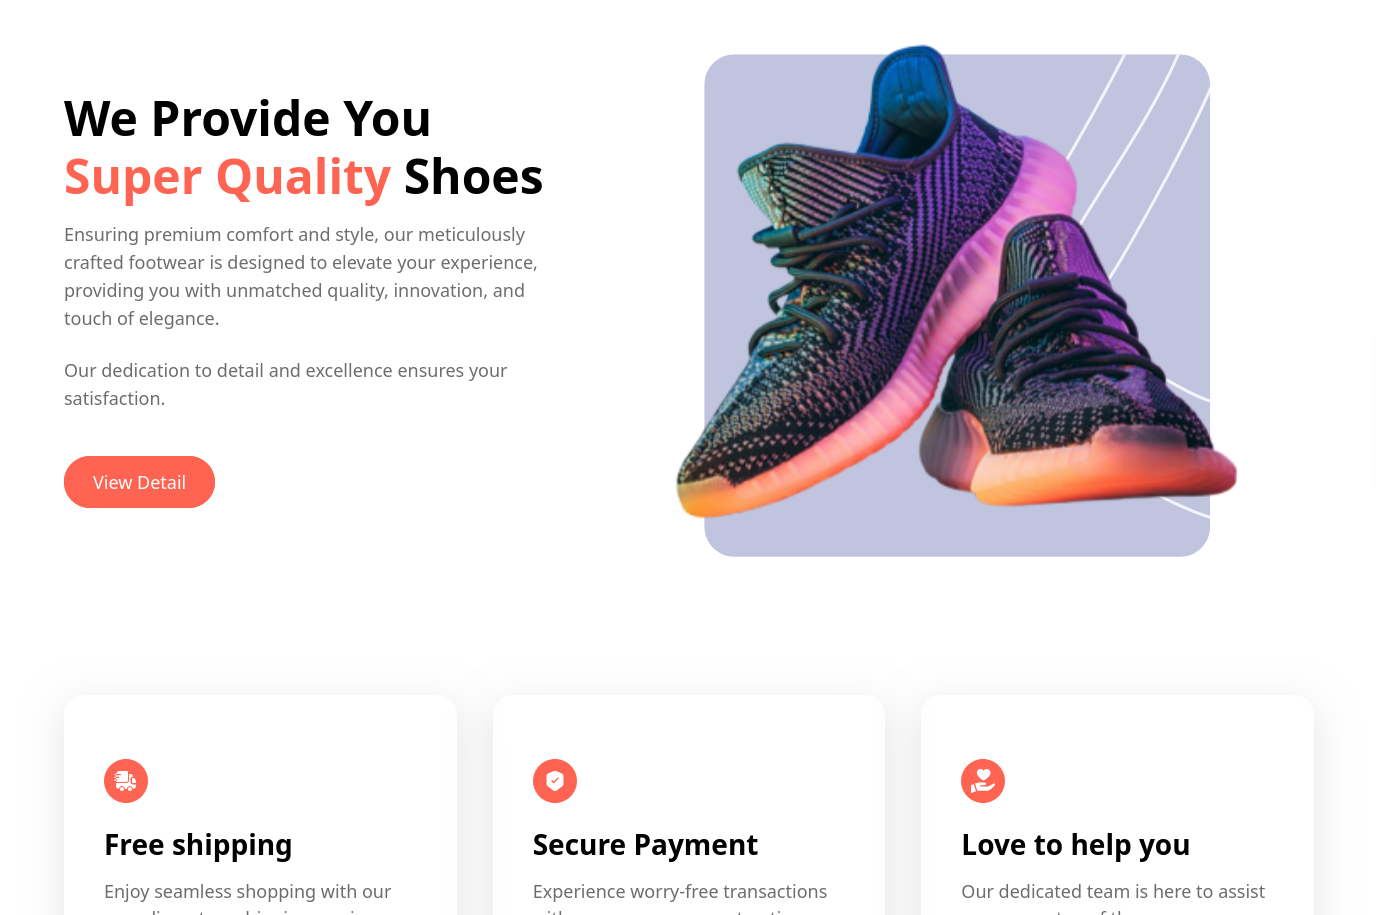 We Provide You
Super Quality Shoes
Ensuring premium comfort and style, our meticulously
crafted footwear is designed to elevate your experience,
providing you with unmatched quality, innovation, and
touch of elegance.
Our dedication to detail and excellence ensures your
satisfaction.
View Detail
Free shipping
Enjoy seamless shopping with our
Secure Payment
Experience worry-free transactions
Love to help you
Our dedicated team is here to assist